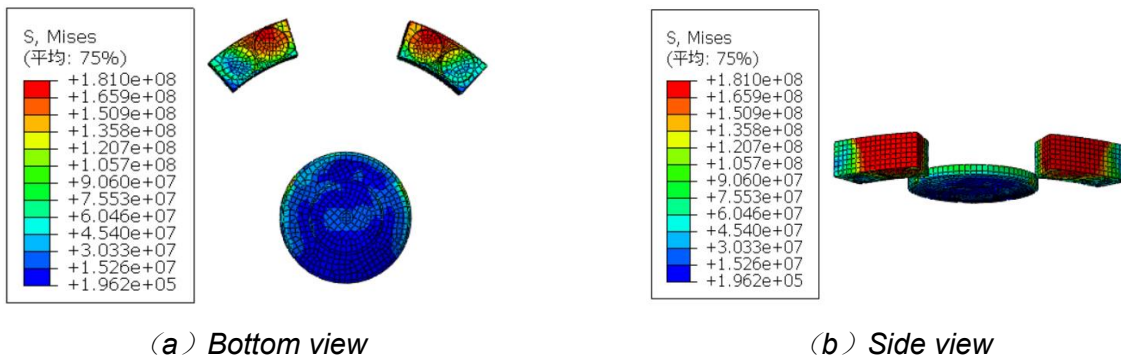 S, Mises
(平均: 75%)
+1.810e+08
+1.659e+08
+1.509e+08
+1.358e+08
+1.207e+08
+1.057e+08
+9.060e+07
+7.553e+07
+6.046e+07
+4.540e+07
+3.033e+07
+1.526e+07
+1.962e+05
S, Mises
(平均: 75%)
+1.810e+08
+1.659e+08
+1.509e+08
+1.358e+08
+1.207e+08
+1.057e+08
+9.060e+07
+7.553e+07
+6.046e+07
+4.540e+07
+3.033e+07
+1.526e+07
+1.962e+05
（a）Bottom view
（b）Side view